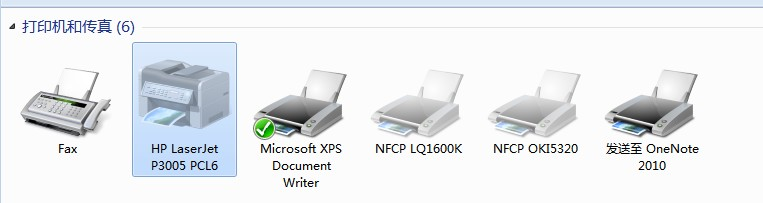 打印机和传真 (6)
Fax
HP LaserJet
P3005 PCL6
Microsoft XPS
Document
Writer
NFCP LQ1600K
NFCP OKI5320
发送至 OneNote
2010